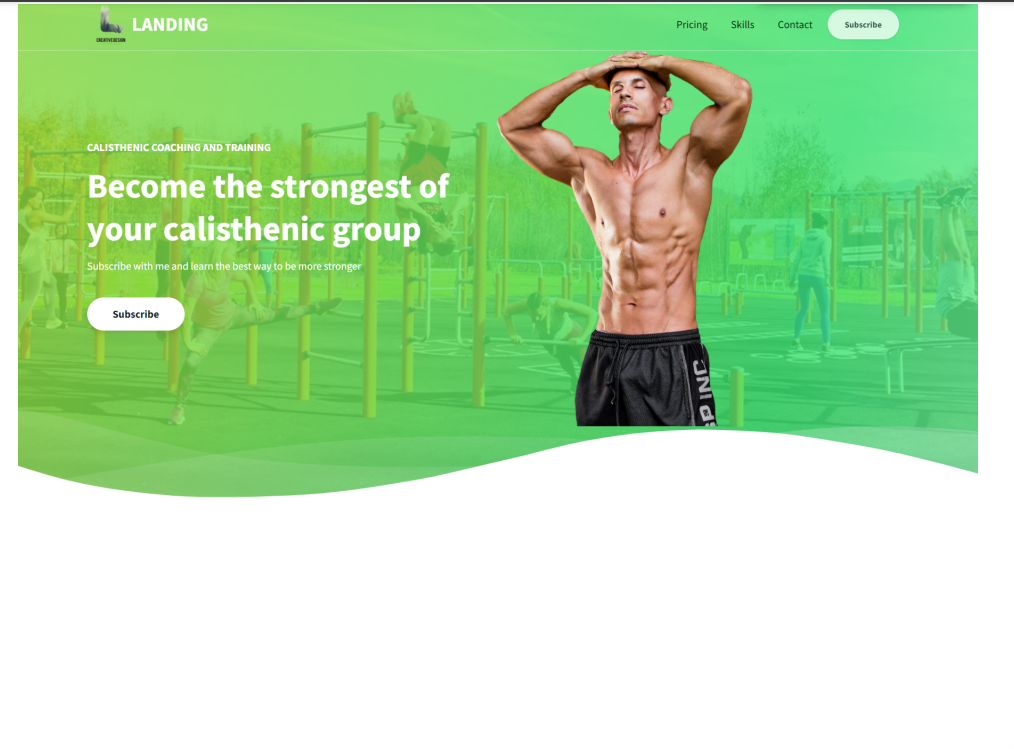 LANDING
CREATIVEDESIGN
Pricing
Skills
Contact
Subscribe
CALISTHENIC COACHING AND TRAINING
Become the strongest of
your calisthenic group
Subscribe with me and learn the best way to be more stronger
Subscribe
INC